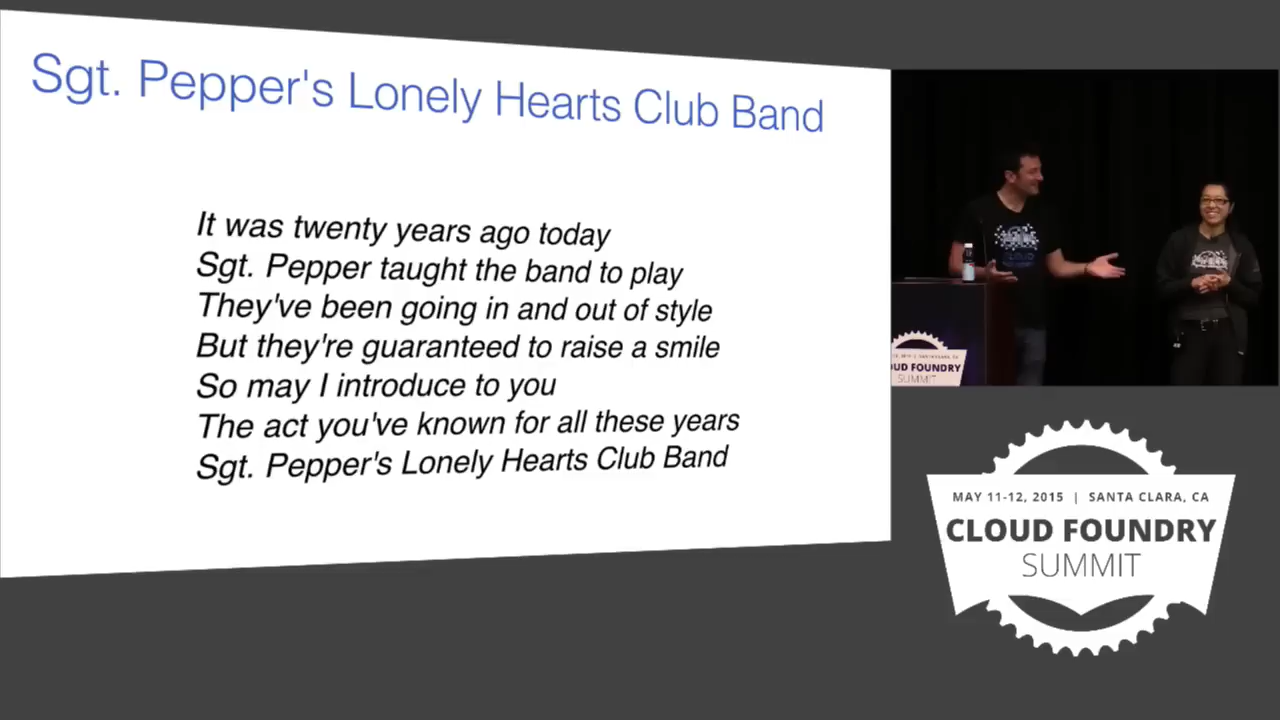 Sgt. Pepper's Lonely Hearts Club Band
It was twenty years ago today
Sgt. Pepper taught the band to play
They've been going in and out of style
But they're guaranteed to raise a smile
So may I introduce to you
The act you've known for all these years
Sgt. Pepper's Lonely Hearts Club Band
OUD FOUNDRY
SUMMIT
MAY 11-12, 2015 | SANTA CLARA, CA
CLOUD FOUNDRY
SUMMIT